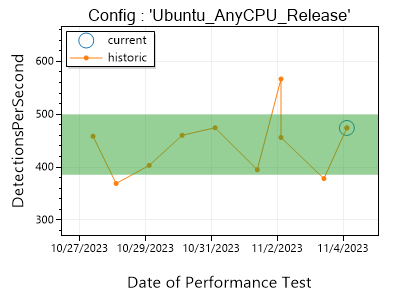 Config : 'Ubuntu_AnyCPU_Release'
current
historic
DetectionsPerSecond
600
500
400
300
10/27/2023
10/29/2023
10/31/2023
11/2/2023
11/4/2023
Date of Performance Test